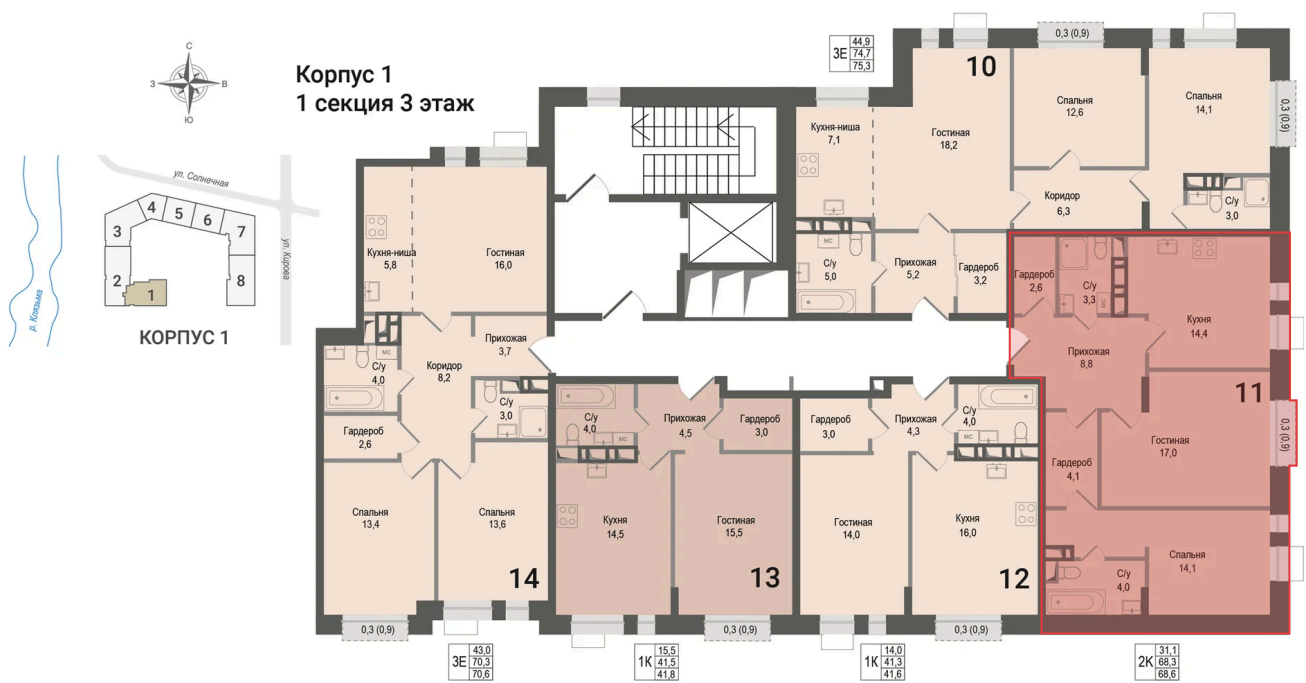 С
З
В
Ю
Корпус 1
1 секция 3 этаж
ул. Солнечная
ул. Кирова
р. Клязьма
1
2
3
4
5
6
7
8
КОРПУС 1
3Е
44,9
74,7
75,3
10
Кухня-ниша
7,1
Гостиная
18,2
0,3 (0,9)
Спальня
12,6
Спальня
14,1
0,3 (0,9)
Коридор
6,3
С/у
3,0
МС
С/у
5,0
Прихожая
5,2
Гардероб
3,2
Кухня-ниша
5,8
Гостиная
16,0
МС
С/у
4,0
Коридор
8,2
Прихожая
3,7
С/у
3,0
Гардероб
2,6
Спальня
13,4
Спальня
13,6
14
0,3 (0,9)
3Е
43,0
70,3
70,6
С/у
4,0
МС
Прихожая
4,5
Гардероб
3,0
Кухня
14,5
Гостиная
15,5
13
0,3 (0,9)
1К
15,5
41,5
41,8
Гардероб
3,0
Прихожая
4,3
С/у
4,0
МС
Гостиная
14,0
Кухня
16,0
12
0,3 (0,9)
1К
14,0
41,3
41,6
Гардероб
2,6
С/у
3,3
МС
Кухня
14,4
Прихожая
8,8
11
Гостиная
17,0
0,3 (0,9)
Гардероб
4,1
Спальня
14,1
С/у
4,0
2К
31,1
68,3
68,6